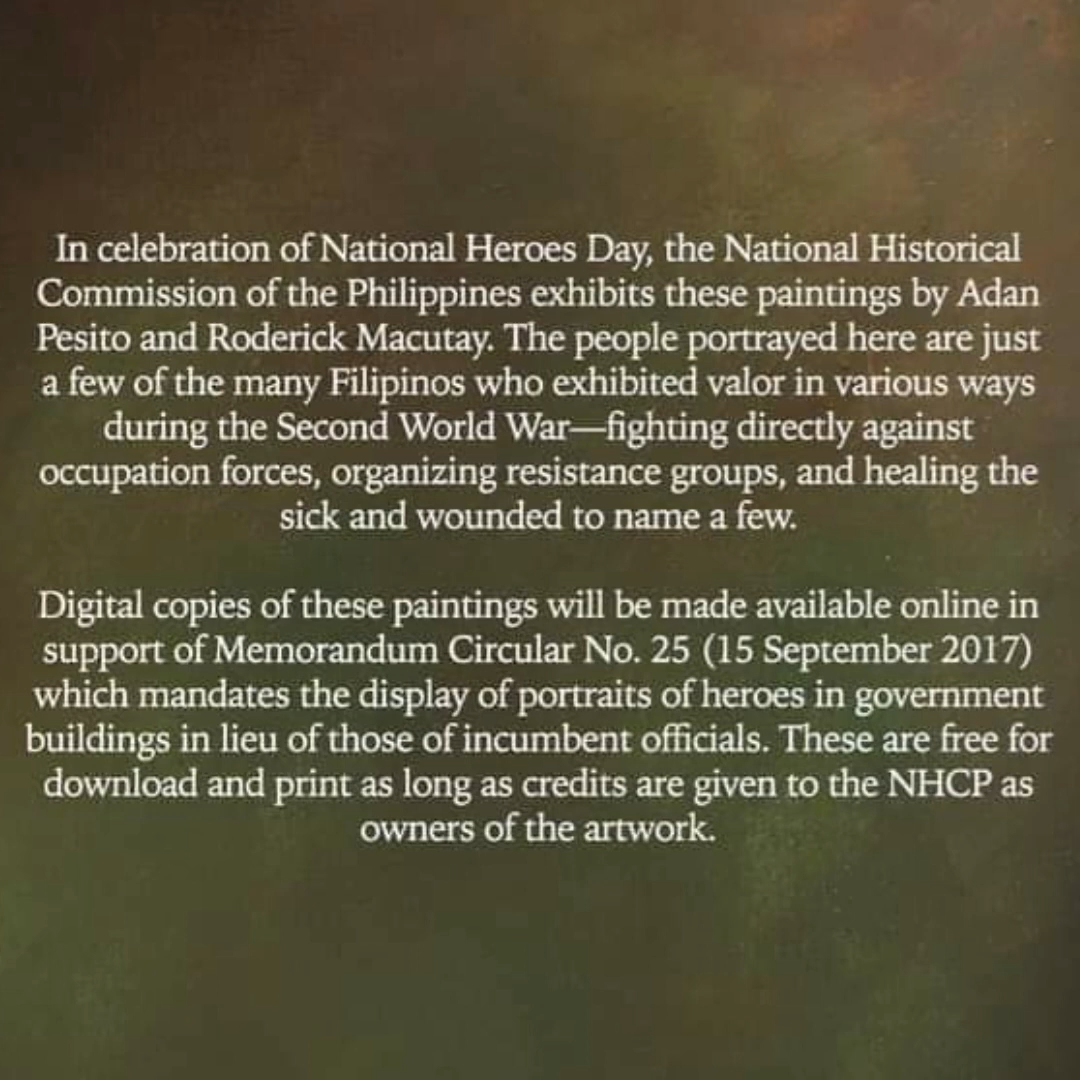 In celebration of National Heroes Day, the National Historical
Commission of the Philippines exhibits these paintings by Adan
Pesito and Roderick Macutay. The people portrayed here are just
a few of the many Filipinos who exhibited valor in various ways
during the Second World War—fighting directly against
occupation forces, organizing resistance groups, and healing the
sick and wounded to name a few.
Digital copies of these paintings will be made available online in
support of Memorandum Circular No. 25 (15 September 2017)
which mandates the display of portraits of heroes in government
buildings in lieu of those of incumbent officials. These are free for
download and print as long as credits are given to the NHCP as
owners of the artwork.